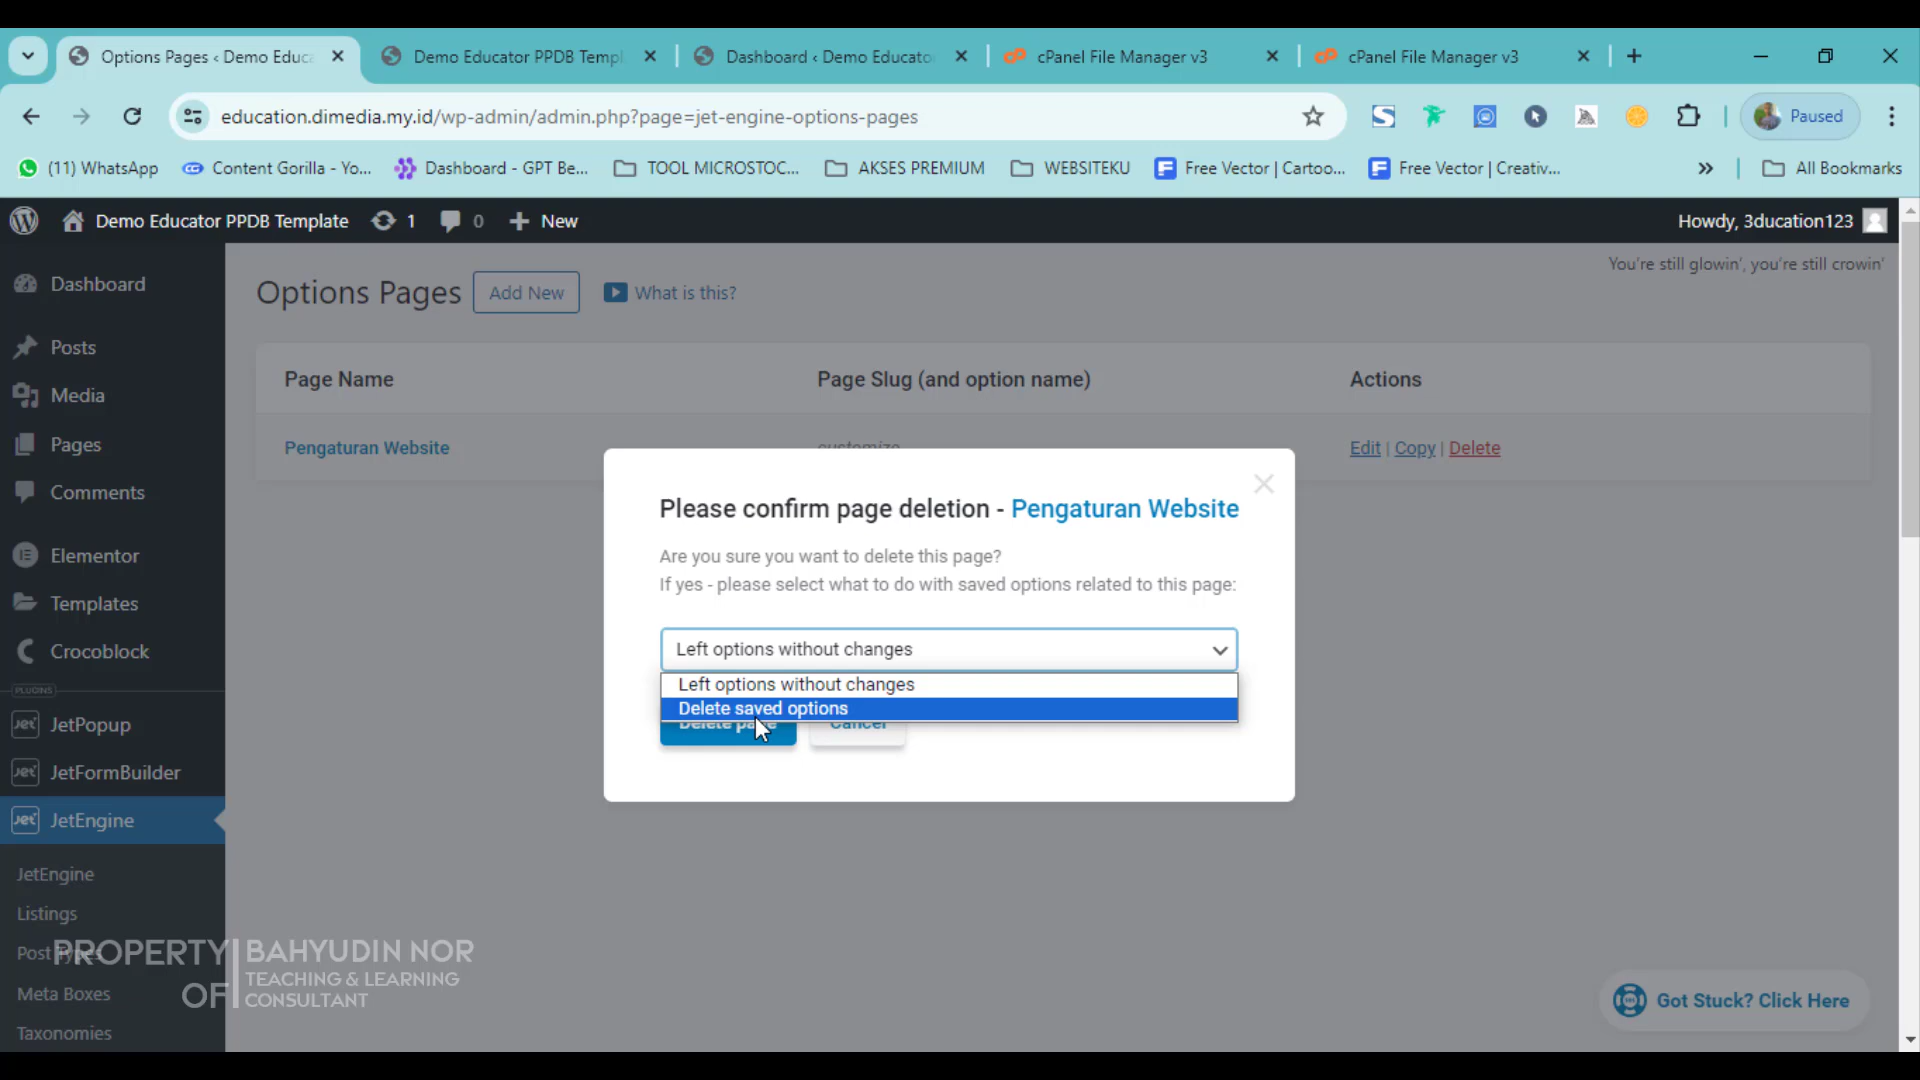 Options Pages ‹ Demo Educ
Demo Educator PPDB Templ
Dashboard ‹ Demo Educato
cPanel File Manager v3
cPanel File Manager v3
education.dimedia.my.id/wp-admin/admin.php?page=jet-engine-options-pages
Paused
(11) WhatsApp
Content Gorilla - Yo...
Dashboard - GPT Be...
TOOL MICROSTOC...
AKSES PREMIUM
WEBSITEKU
Free Vector | Cartoo...
Free Vector | Creativ...
All Bookmarks
Demo Educator PPDB Template
1
0
New
Howdy, 3ducation123
You're still glowin', you're still crowin'
Dashboard
Posts
Media
Pages
Comments
Elementor
Templates
Crocoblock
PLUGINS
JetPopup
JetFormBuilder
JetEngine
JetEngine
Listings
Post Types
Meta Boxes
Taxonomies
Options Pages
Add New
What is this?
Page Name
Page Slug (and option name)
Actions
Pengaturan Website
customize
Edit | Copy | Delete
Please confirm page deletion - Pengaturan Website
Are you sure you want to delete this page?
If yes - please select what to do with saved options related to this page:
Left options without changes
Left options without changes
Delete saved options
Delete page
Cancel
PROPERTY OF
BAHYUDIN NOR
TEACHING & LEARNING
CONSULTANT
Got Stuck? Click Here